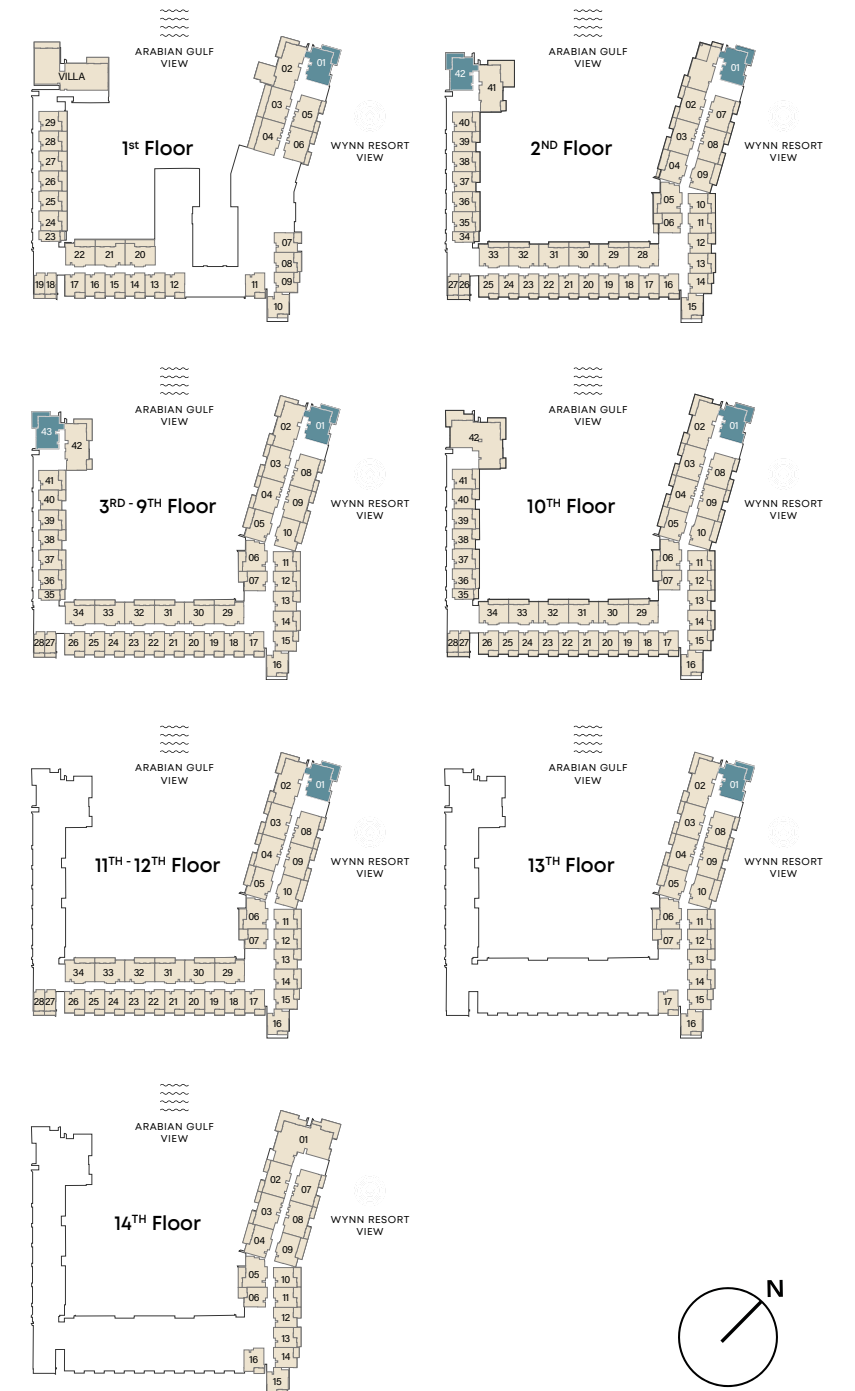 ARABIAN GULF
VIEW
VILLA
01
02
03
05
04
06
29
28
27
26
25
24
23
1st Floor
WYNN RESORT
VIEW
07
08
09
10
22 21 20
19 18 17 16 15 14 13 12 11
ARABIAN GULF
VIEW
42
41
01
02
07
03
08
04
09
40
39
38
37
36
35
34
2ND Floor
WYNN RESORT
VIEW
05
06
10
11
12
13
14
15
33 32 31 30 29 28
27 26 25 24 23 22 21 20 19 18 17 16
ARABIAN GULF
VIEW
43
42
01
02
03
08
04
09
05
10
41
40
39
38
37
36
35
3RD - 9TH Floor
WYNN RESORT
VIEW
06
07
11
12
13
14
15
16
34 33 32 31 30 29
28 27 26 25 24 23 22 21 20 19 18 17
ARABIAN GULF
VIEW
42
01
02
03
08
04
09
05
10
41
40
39
38
37
36
35
10TH Floor
WYNN RESORT
VIEW
06
07
11
12
13
14
15
16
34 33 32 31 30 29
28 27 26 25 24 23 22 21 20 19 18 17
ARABIAN GULF
VIEW
01
02
03
08
04
09
05
10
11TH - 12TH Floor
WYNN RESORT
VIEW
06
07
11
12
13
14
15
16
34 33 32 31 30 29
28 27 26 25 24 23 22 21 20 19 18 17
ARABIAN GULF
VIEW
01
02
03
08
04
09
05
10
13TH Floor
WYNN RESORT
VIEW
06
07
11
12
13
14
15
16
17
ARABIAN GULF
VIEW
01
02
07
03
08
04
09
14TH Floor
WYNN RESORT
VIEW
05
06
10
11
12
13
14
15
16
N